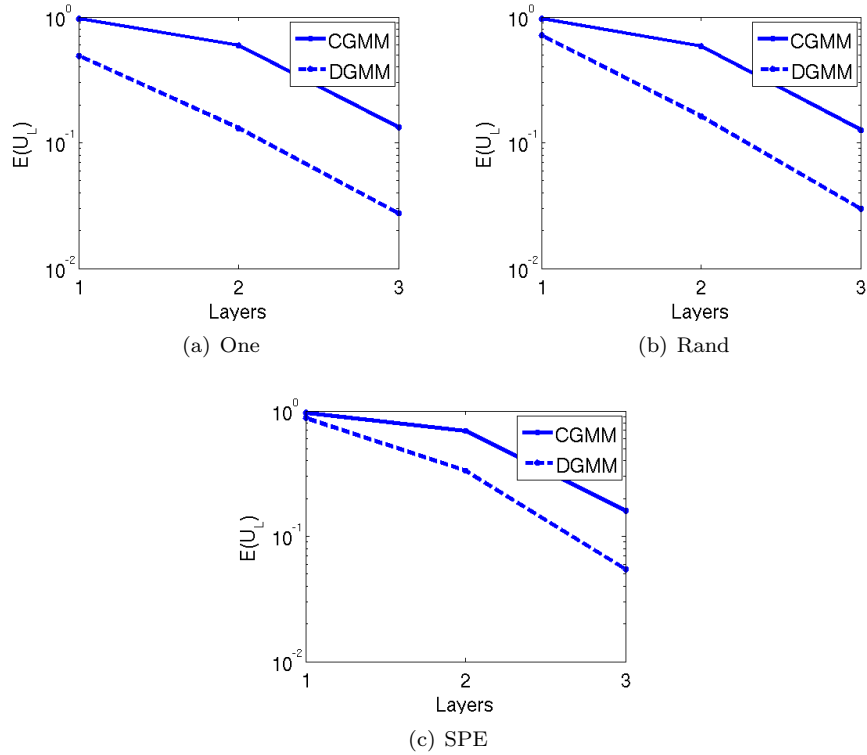 10^0
10^-1
10^-2
E(U_L)
CGMM
DGMM
1 2 3
Layers
(a) One
10^0
10^-1
10^-2
E(U_L)
CGMM
DGMM
1 2 3
Layers
(b) Rand
10^0
10^-1
10^-2
E(U_L)
CGMM
DGMM
1 2 3
Layers
(c) SPE